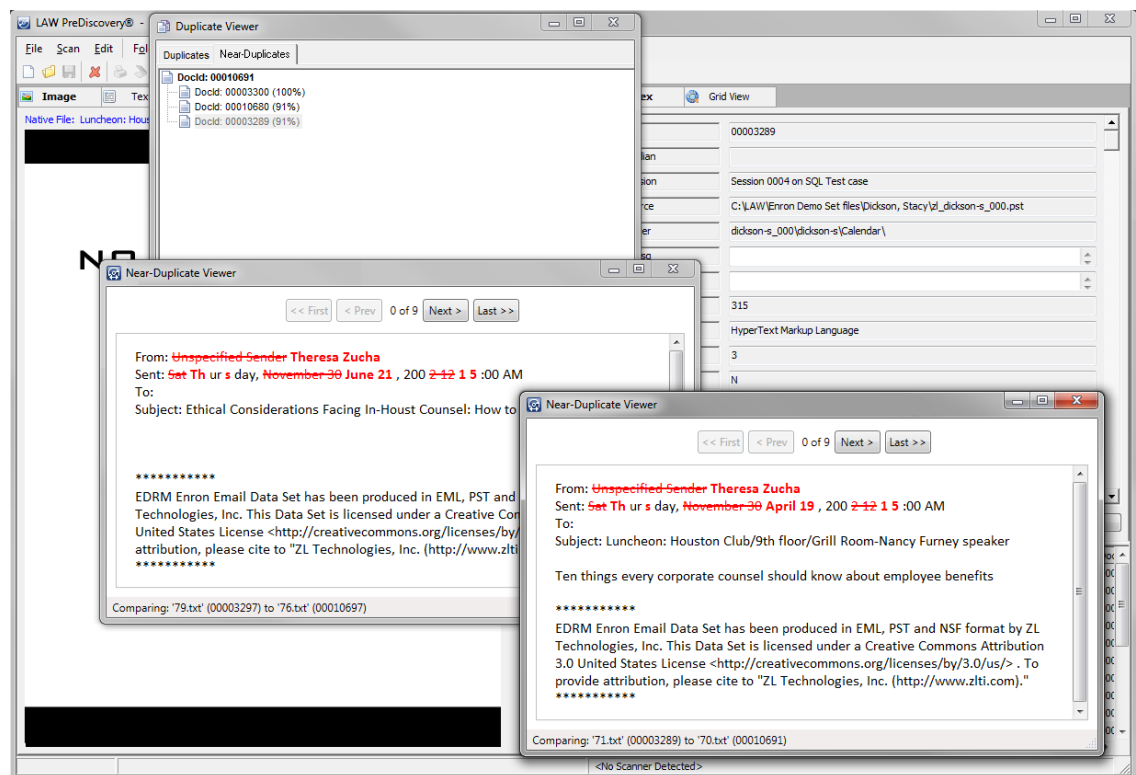 LAW PreDiscovery® -
File Scan Edit Fol
Image Tex
Native File: Luncheon: Hous
Duplicate Viewer
Duplicates Near-Duplicates
DocId: 00010691
DocId: 00003300 (100%)
DocId: 00010680 (91%)
DocId: 00003289 (91%)
ex Grid View
00003289
lian
sion Session 0004 on SQL Test case
rce C:\LAW\Enron Demo Set files\Dickson, Stacy\zl_dickson-s_000.pst
er dickson-s_000\dickson-s\Calendar\
sg
315
HyperText Markup Language
3
N
Near-Duplicate Viewer
<< First < Prev 0 of 9 Next > Last >>
From: Unspecified Sender Theresa Zucha
Sent: Sat Th ur s day, November 30 June 21 , 200 2 12 1 5 :00 AM
To:
Subject: Ethical Considerations Facing In-Houst Counsel: How to
***********
EDRM Enron Email Data Set has been produced in EML, PST and
Technologies, Inc. This Data Set is licensed under a Creative Con
United States License <http://creativecommons.org/licenses/by/
attribution, please cite to "ZL Technologies, Inc. (http://www.zlti
***********
Comparing: '79.txt' (00003297) to '76.txt' (00010697)
Near-Duplicate Viewer
<< First < Prev 0 of 9 Next > Last >>
From: Unspecified Sender Theresa Zucha
Sent: Sat Th ur s day, November 30 April 19 , 200 2 12 1 5 :00 AM
To:
Subject: Luncheon: Houston Club/9th floor/Grill Room-Nancy Furney speaker
Ten things every corporate counsel should know about employee benefits
***********
EDRM Enron Email Data Set has been produced in EML, PST and NSF format by ZL
Technologies, Inc. This Data Set is licensed under a Creative Commons Attribution
3.0 United States License <http://creativecommons.org/licenses/by/3.0/us/> . To
provide attribution, please cite to "ZL Technologies, Inc. (http://www.zlti.com)."
***********
Comparing: '71.txt' (00003289) to '70.txt' (00010691)
<No Scanner Detected>